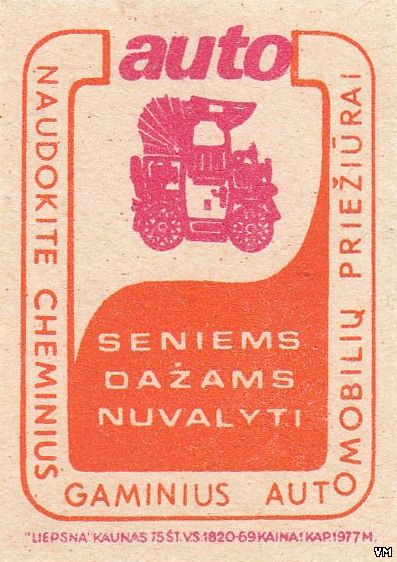 auto
NAUDOKITE CHEMINIUS GAMINIUS AUTOMOBILIŲ PRIEŽIŪRAI
SENIEMS
DAŽAMS
NUVALYTI
"LIEPSNA" KAUNAS 75 ŠT. V.S. 1820-69 KAINA 1 KAP. 1977 M.
VM